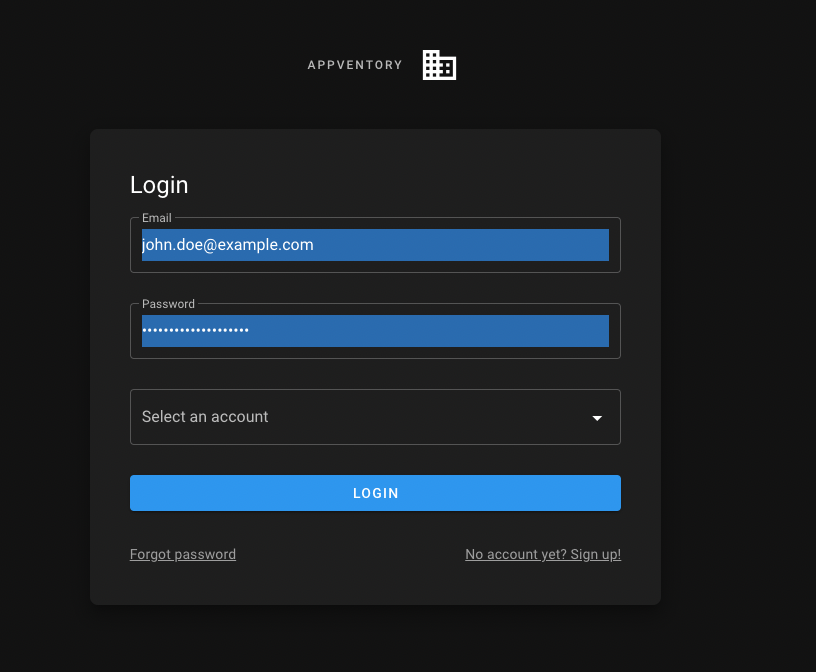 APPVENTORY
Login
Email
john.doe@example.com
Password
••••••••••••••••••••
Select an account
LOGIN
Forgot password
No account yet? Sign up!